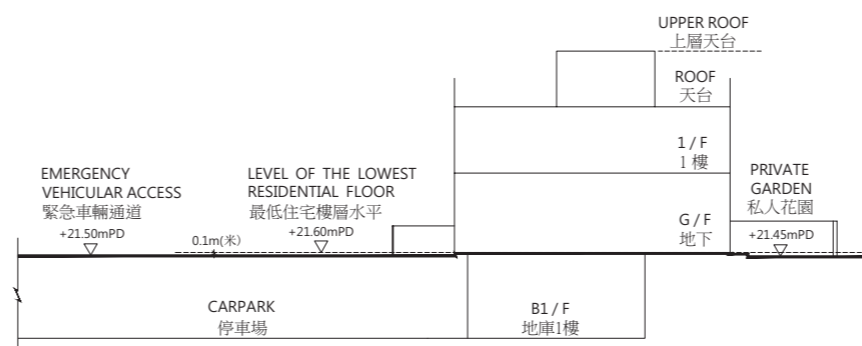 UPPER ROOF
上層天台
ROOF
天台
1 / F
1 樓
EMERGENCY
VEHICULAR ACCESS
緊急車輛通道
+21.50mPD
0.1m(米)
LEVEL OF THE LOWEST
RESIDENTIAL FLOOR
最低住宅樓層水平
+21.60mPD
G / F
地下
PRIVATE
GARDEN
私人花園
+21.45mPD
CARPARK
停車場
B1 / F
地庫1樓